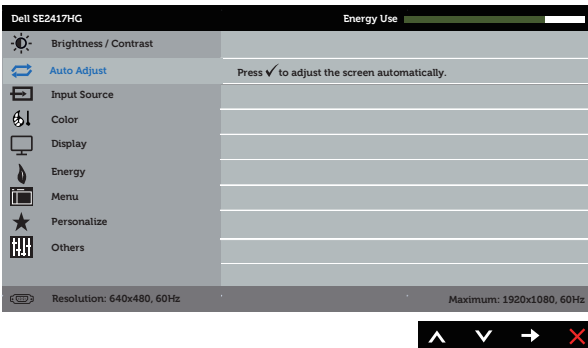 Dell SE2417HG Energy Use
Brightness / Contrast
Auto Adjust Press ✓ to adjust the screen automatically.
Input Source
Color
Display
Energy
Menu
Personalize
Others
Resolution: 640x480, 60Hz Maximum: 1920x1080, 60Hz